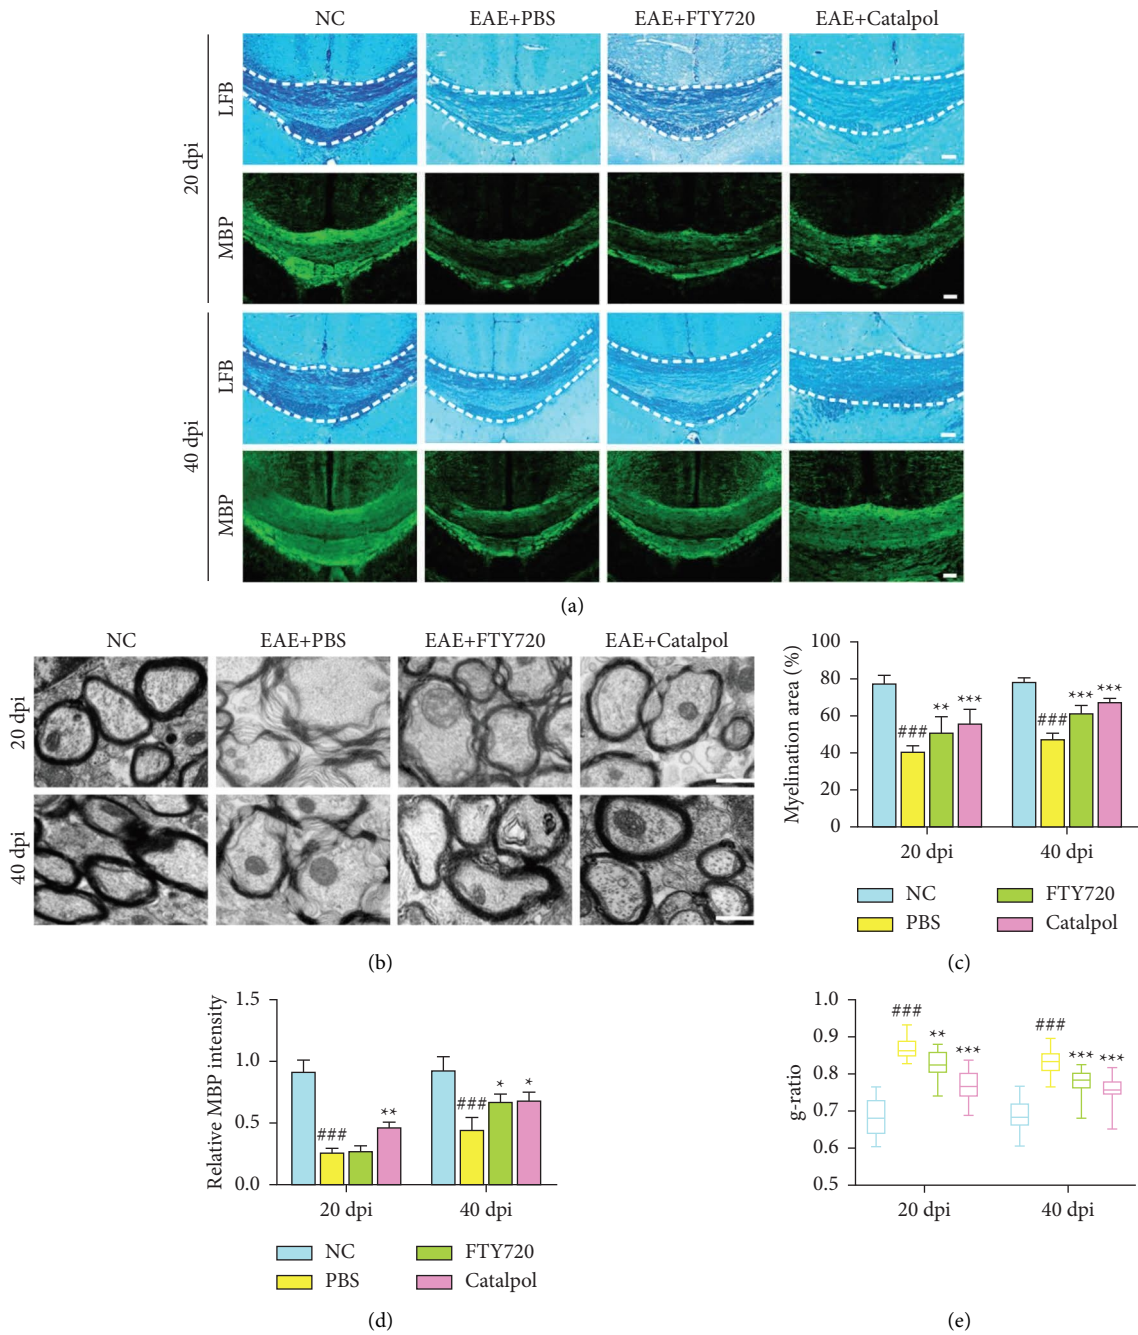 NC EAE+PBS EAE+FTY720 EAE+Catalpol
20 dpi
LFB
MBP
40 dpi
LFB
MBP
(a)
NC EAE+PBS EAE+FTY720 EAE+Catalpol
20 dpi
40 dpi
(b)
Myelination area (%)
100
80
60
40
20
0
###
**
***
###
***
***
20 dpi 40 dpi
NC FTY720
PBS Catalpol
(c)
Relative MBP intensity
1.5
1.0
0.5
0.0
###
**
###
*
*
20 dpi 40 dpi
NC FTY720
PBS Catalpol
(d)
g-ratio
1.0
0.9
0.8
0.7
0.6
0.5
###
**
***
###
***
***
20 dpi 40 dpi
(e)